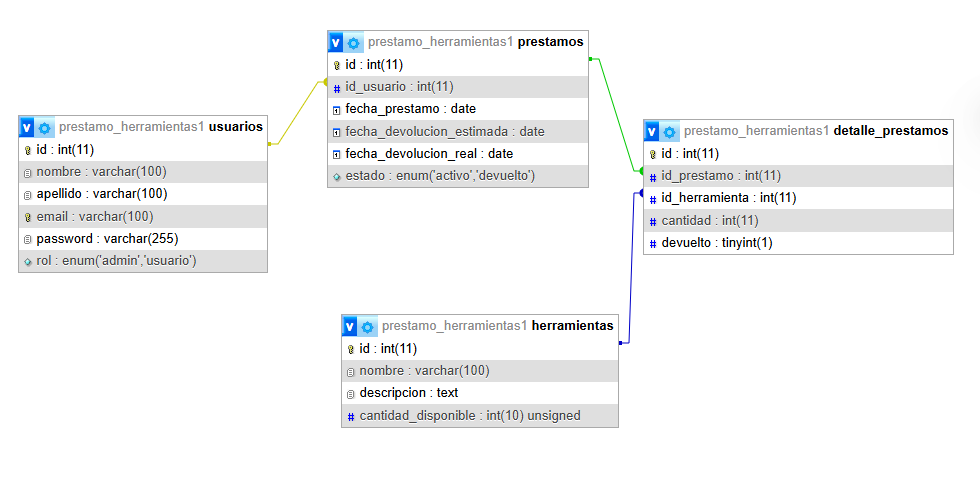 prestamo_herramientas1 prestamos
id : int(11)
id_usuario : int(11)
fecha_prestamo : date
fecha_devolucion_estimada : date
fecha_devolucion_real : date
estado : enum('activo','devuelto')
v prestamo_herramientas1 usuarios
id : int(11)
nombre : varchar(100)
apellido : varchar(100)
email : varchar(100)
password : varchar(255)
rol : enum('admin','usuario')
v prestamo_herramientas1 detalle_prestamos
id : int(11)
# id_prestamo : int(11)
# id_herramienta : int(11)
# cantidad : int(11)
# devuelto : tinyint(1)
v prestamo_herramientas1 herramientas
id : int(11)
nombre : varchar(100)
descripcion : text
# cantidad_disponible : int(10) unsigned